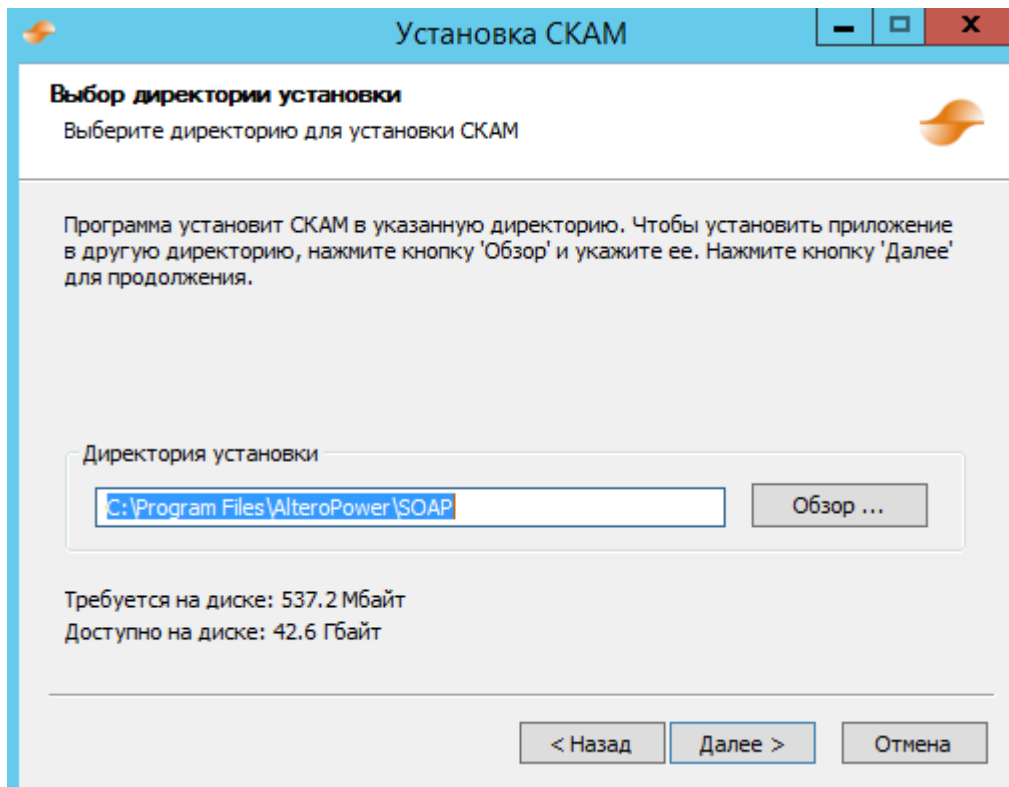 Установка СКАМ
Выбор директории установки
Выберите директорию для установки СКАМ
Программа установит СКАМ в указанную директорию. Чтобы установить приложение
в другую директорию, нажмите кнопку 'Обзор' и укажите ее. Нажмите кнопку 'Далее'
для продолжения.
Директория установки
C:\Program Files\AlteroPower\SOAP
Обзор ...
Требуется на диске: 537.2 Мбайт
Доступно на диске: 42.6 Гбайт
< Назад
Далее >
Отмена